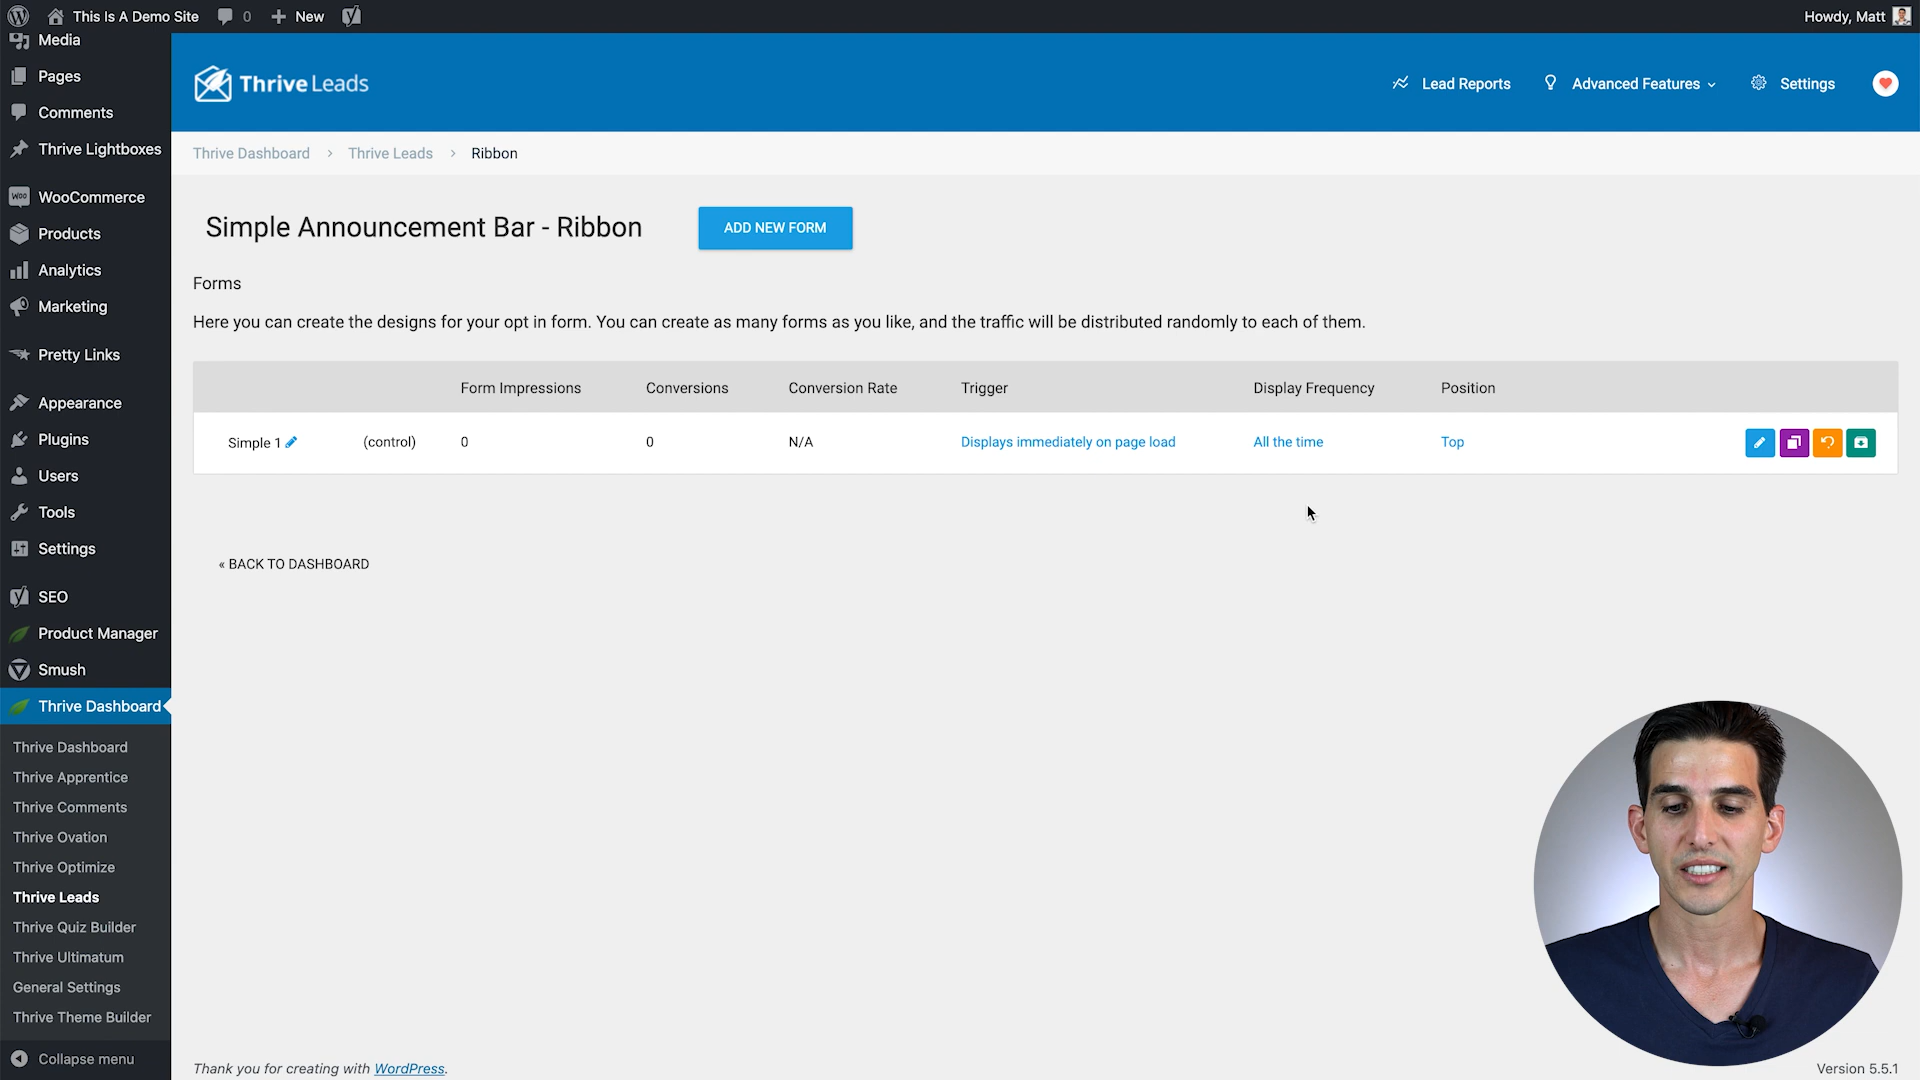 This Is A Demo Site 0 New Howdy, Matt
Media
Pages
Comments
Thrive Lightboxes
WooCommerce
Products
Analytics
Marketing
Pretty Links
Appearance
Plugins
Users
Tools
Settings
SEO
Product Manager
Smush
Thrive Dashboard
Thrive Dashboard
Thrive Apprentice
Thrive Comments
Thrive Ovation
Thrive Optimize
Thrive Leads
Thrive Quiz Builder
Thrive Ultimatum
General Settings
Thrive Theme Builder
Collapse menu
Thrive Leads
Lead Reports Advanced Features Settings
Thrive Dashboard > Thrive Leads > Ribbon
Simple Announcement Bar - Ribbon ADD NEW FORM
Forms
Here you can create the designs for your opt in form. You can create as many forms as you like, and the traffic will be distributed randomly to each of them.
Form Impressions Conversions Conversion Rate Trigger Display Frequency Position
Simple 1 (control) 0 0 N/A Displays immediately on page load All the time Top
« BACK TO DASHBOARD
Thank you for creating with WordPress. Version 5.5.1